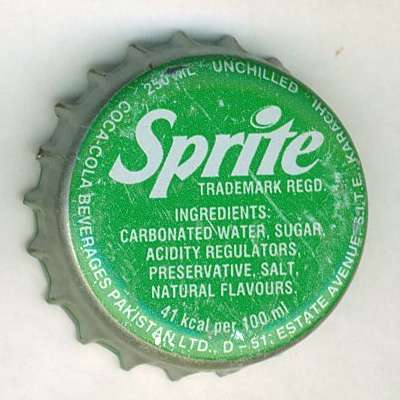 250 ML UNCHILLED
Sprite
TRADEMARK REGD.
INGREDIENTS:
CARBONATED WATER, SUGAR,
ACIDITY REGULATORS,
PRESERVATIVE, SALT,
NATURAL FLAVOURS,
41 kcal per 100 ml
COCA-COLA BEVERAGES PAKISTAN LTD., D-51, ESTATE AVENUE, S.I.T.E., KARACHI